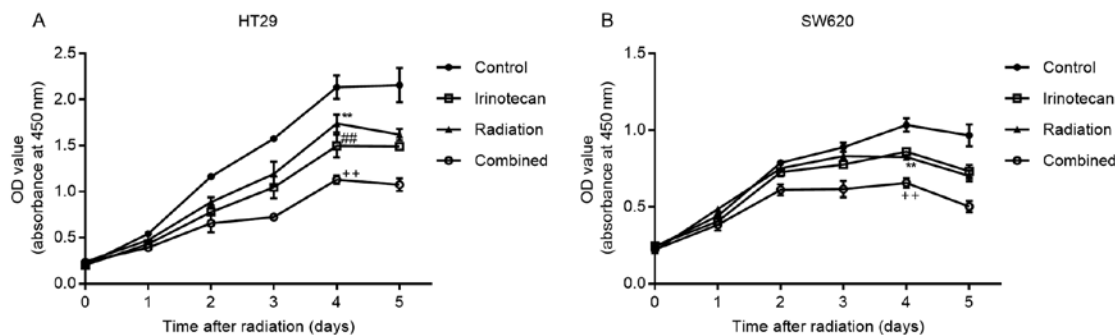 A
HT29
2.5
2.0
1.5
1.0
0.5
0.0
OD value
(absorbance at 450 nm)
**
##
++
0 1 2 3 4 5
Time after radiation (days)
Control
Irinotecan
Radiation
Combined
B
SW620
1.5
1.0
0.5
0.0
OD value
(absorbance at 450 nm)
**
++
0 1 2 3 4 5
Time after radiation (days)
Control
Irinotecan
Radiation
Combined